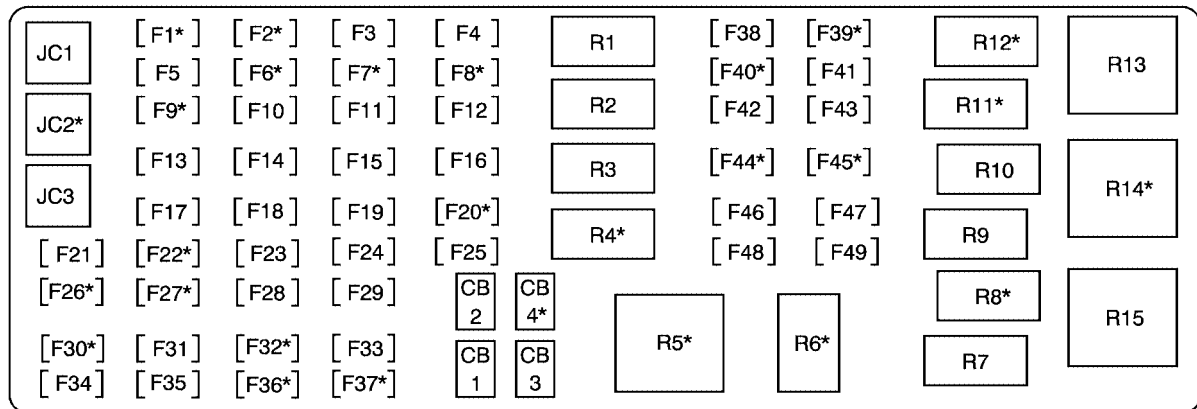 JC1 [F1*] [F2*] [F3] [F4] R1 [F38] [F39*] R12* R13
[F5] [F6*] [F7*] [F8*] [F40*] [F41]
JC2* [F9*] [F10] [F11] [F12] R2 [F42] [F43] R11*
JC3 [F13] [F14] [F15] [F16] R3 [F44*] [F45*] R10 R14*
[F17] [F18] [F19] [F20*] R4* [F46] [F47] R9
[F21] [F22*] [F23] [F24] [F25] [F48] [F49]
[F26*] [F27*] [F28] [F29] CB 2 CB 4* R8*
[F30*] [F31] [F32*] [F33] R5* R6* R15
[F34] [F35] [F36*] [F37*] CB 1 CB 3 R7